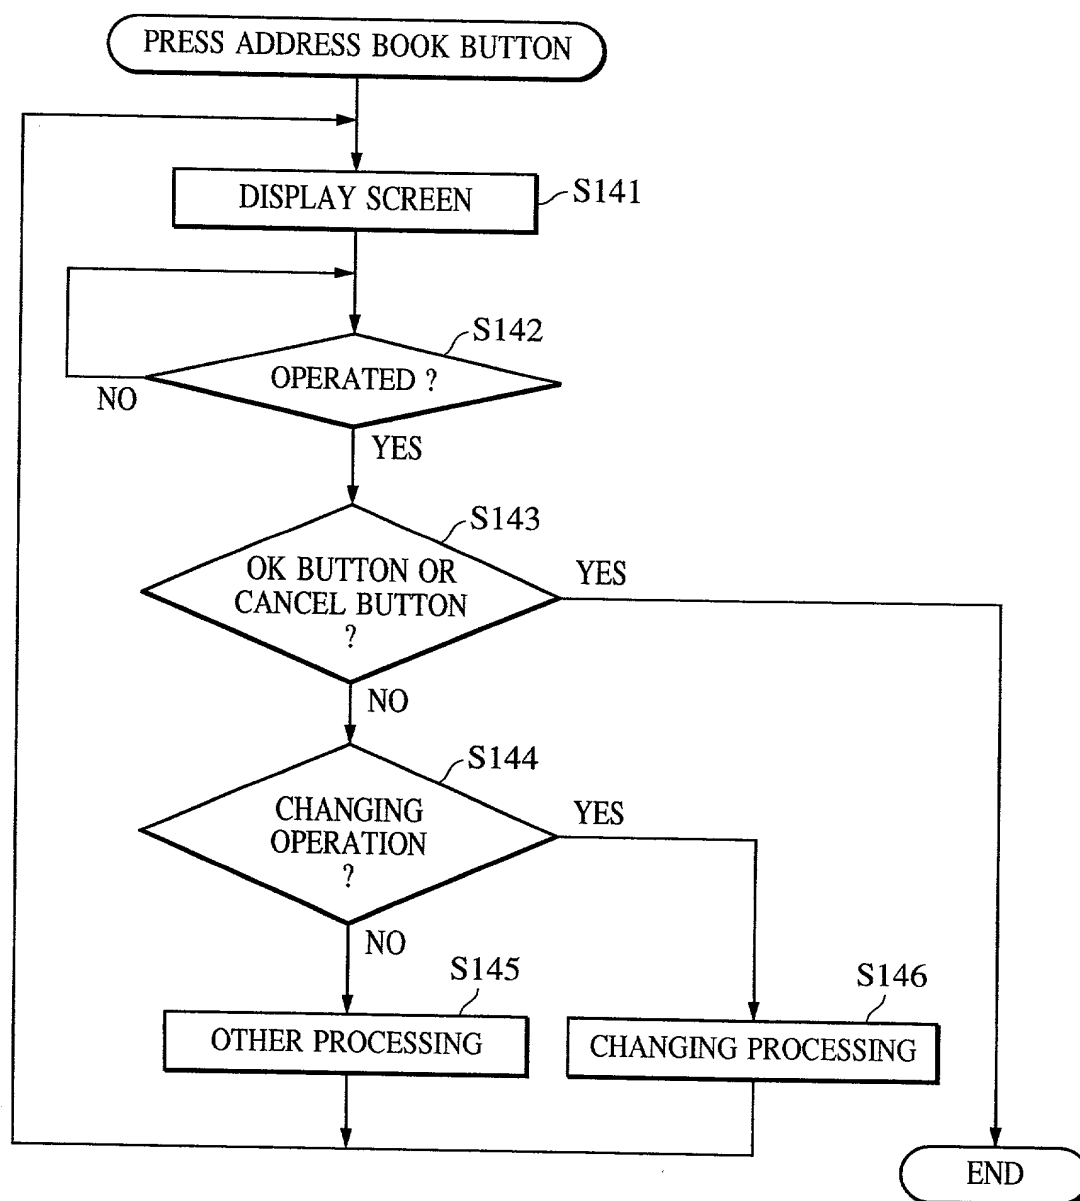 PRESS ADDRESS BOOK BUTTON
DISPLAY SCREEN
S141
S142
OPERATED ?
NO
YES
S143
OK BUTTON OR
CANCEL BUTTON
?
YES
NO
S144
CHANGING
OPERATION
?
YES
NO
S145
OTHER PROCESSING
S146
CHANGING PROCESSING
END